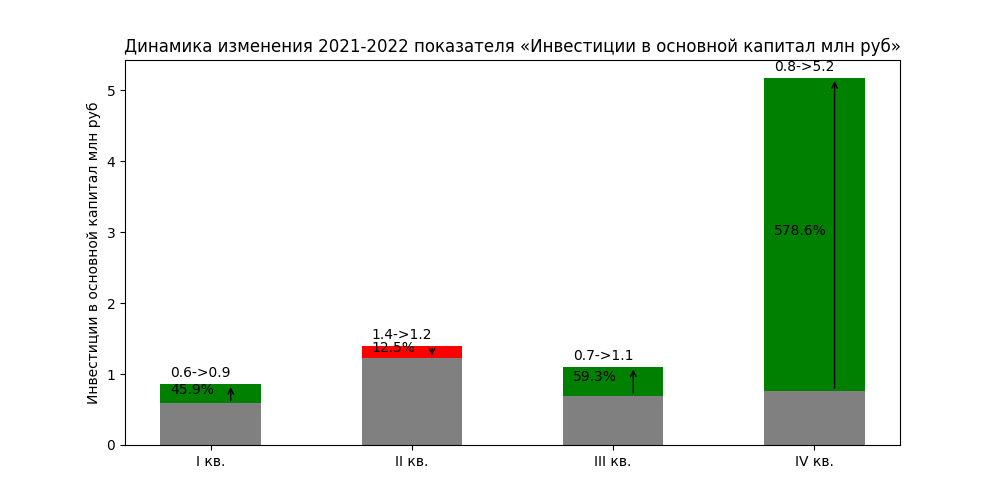 Динамика изменения 2021-2022 показателя «Инвестиции в основной капитал млн руб»
Инвестиции в основной капитал млн руб
5
4
3
2
1
0
0.6->0.9
45.9%
1.4->1.2
12.5%
0.7->1.1
59.3%
0.8->5.2
578.6%
I кв.
II кв.
III кв.
IV кв.